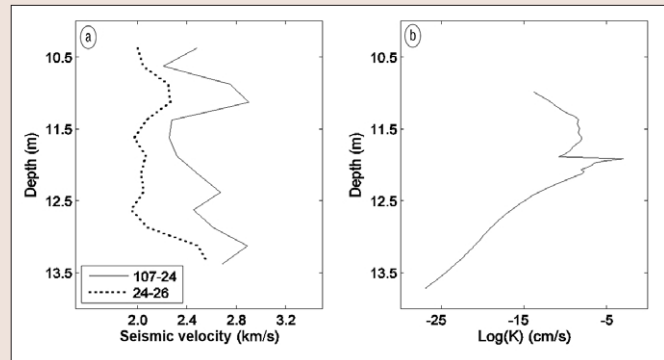 a
10.5
11.5
12.5
13.5
Depth (m)
107-24
24-26
2.0 2.4 2.8 3.2
Seismic velocity (km/s)
b
10.5
11.5
12.5
13.5
Depth (m)
-25 -15 -5
Log(K) (cm/s)